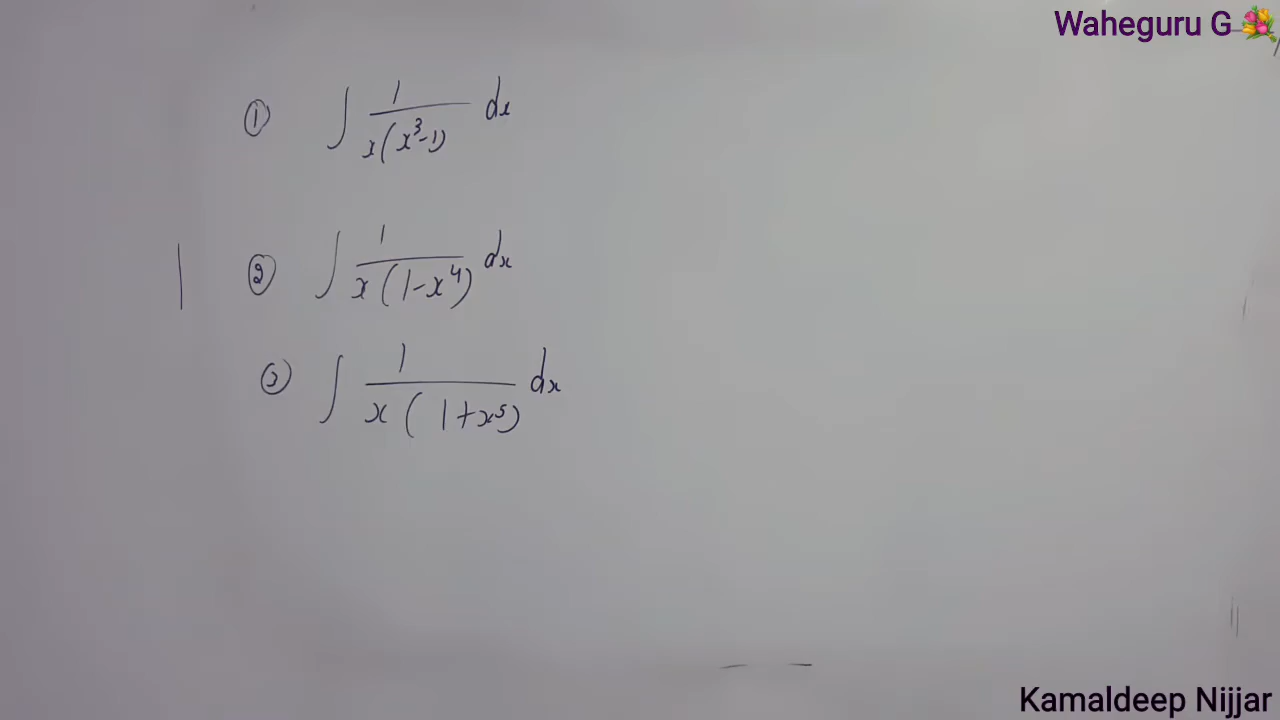 Waheguru G 💐
① ∫ 1/x(x³-1) dx
② ∫ 1/x(1-x⁴) dx
③ ∫ 1/x(1+x⁵) dx
Kamaldeep Nijjar